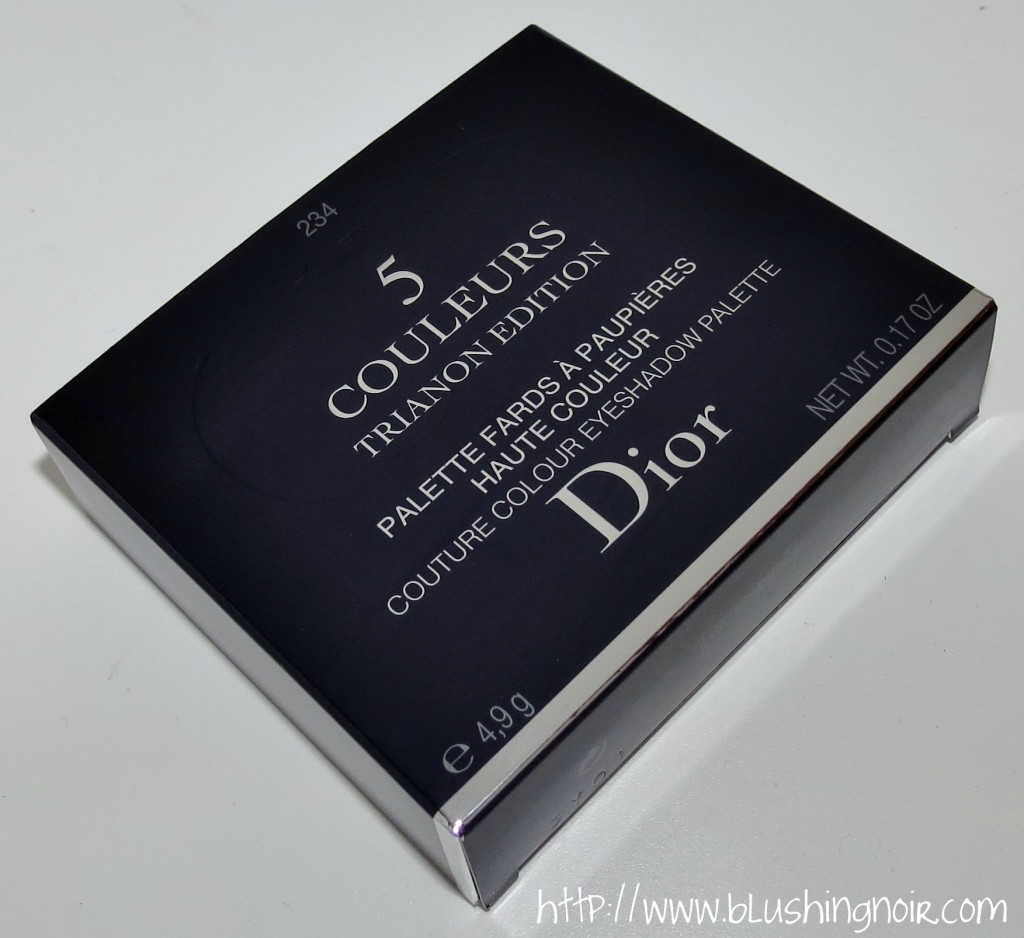 234
5
COULEURS
TRIANON EDITION
PALETTE FARDS À PAUPIÈRES
HAUTE COULEUR
COUTURE COLOUR EYESHADOW PALETTE
Dior
℮ 4,9 g
NET WT. 0.17 OZ
http://www.blushingnoir.com